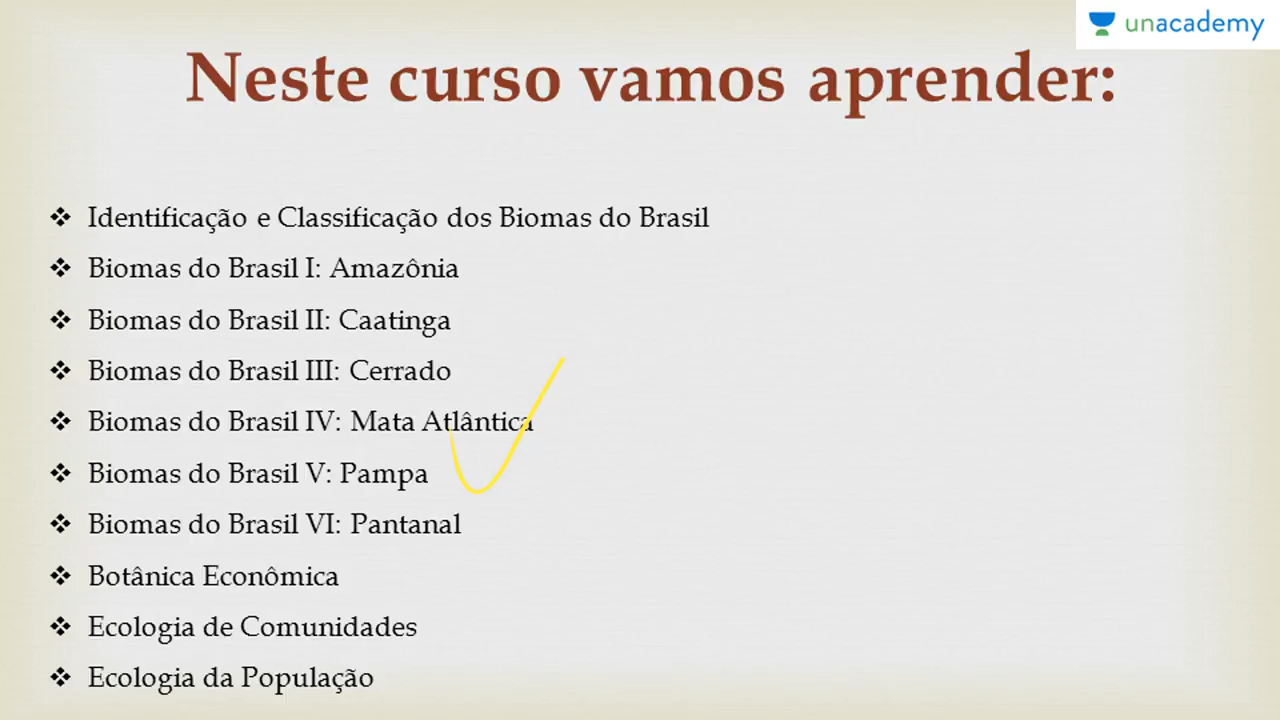 unacademy
Neste curso vamos aprender:
❖ Identificação e Classificação dos Biomas do Brasil
❖ Biomas do Brasil I: Amazônia
❖ Biomas do Brasil II: Caatinga
❖ Biomas do Brasil III: Cerrado
❖ Biomas do Brasil IV: Mata Atlântica
❖ Biomas do Brasil V: Pampa
❖ Biomas do Brasil VI: Pantanal
❖ Botânica Econômica
❖ Ecologia de Comunidades
❖ Ecologia da População